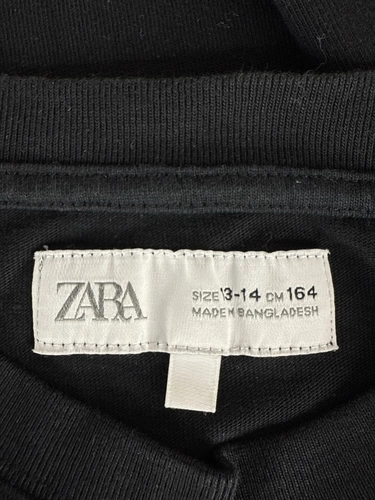 ZARA
SIZE 13-14 CM 164
MADE IN BANGLADESH